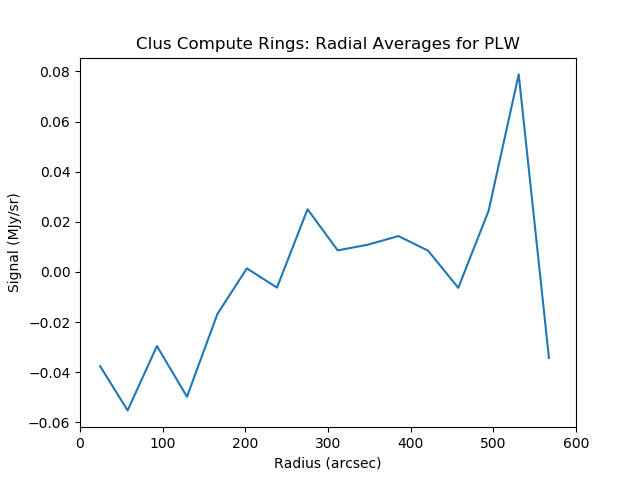 Clus Compute Rings: Radial Averages for PLW
0.08
0.06
0.04
0.02
0.00
−0.02
−0.04
−0.06
Signal (MJy/sr)
0 100 200 300 400 500 600
Radius (arcsec)